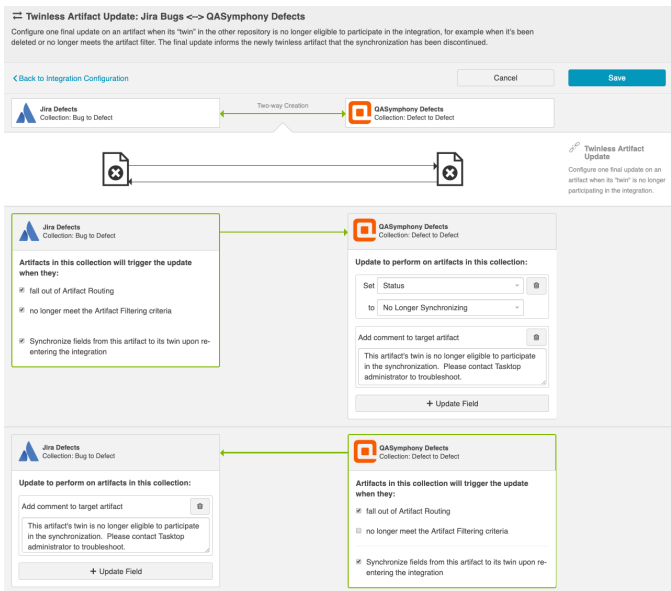 Twinless Artifact Update: Jira Bugs <--> QASymphony Defects
Configure one final update on an artifact when its "twin" in the other repository is no longer eligible to participate in the integration, for example when it's been
deleted or no longer meets the artifact filter. The final update informs the newly twinless artifact that the synchronization has been discontinued.
Back to Integration Configuration
Cancel
Save
Jira Defects
Collection: Bug to Defect
Two-way Creation
QASymphony Defects
Collection: Defect to Defect
Twinless Artifact
Update
Configure one final update on an
artifact when its "twin" is no longer
participating in the integration.
Jira Defects
Collection: Bug to Defect
Artifacts in this collection will trigger the update
when they:
fall out of Artifact Routing
no longer meet the Artifact Filtering criteria
Synchronize fields from this artifact to its twin upon re-
entering the integration
QASymphony Defects
Collection: Defect to Defect
Update to perform on artifacts in this collection:
Set Status
to No Longer Synchronizing
Add comment to target artifact
This artifact's twin is no longer eligible to participate
in the synchronization. Please contact Tasktop
administrator to troubleshoot.
+ Update Field
Jira Defects
Collection: Bug to Defect
Update to perform on artifacts in this collection:
Add comment to target artifact
This artifact's twin is no longer eligible to participate
in the synchronization. Please contact Tasktop
administrator to troubleshoot.
+ Update Field
QASymphony Defects
Collection: Defect to Defect
Artifacts in this collection will trigger the update
when they:
fall out of Artifact Routing
no longer meet the Artifact Filtering criteria
Synchronize fields from this artifact to its twin upon re-
entering the integration